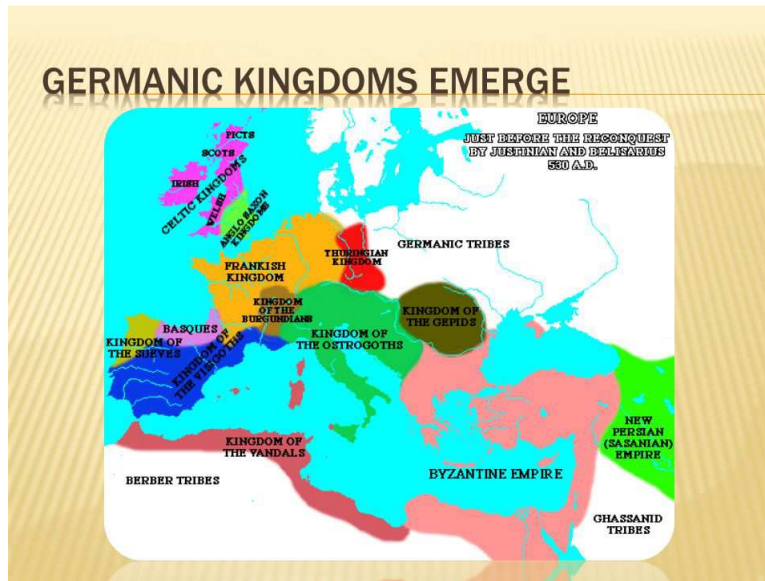 GERMANIC KINGDOMS EMERGE
EUROPE
JUST BEFORE THE RECONQUEST
BY JUSTINIAN AND BELISARIUS
530 A.D.
PICTS
SCOTS
IRISH
CELTIC KINGDOMS
WELSH
ANGLO SAXON
KINGDOMS
GERMANIC TRIBES
THURINGIAN
KINGDOM
FRANKISH
KINGDOM
KINGDOM
OF THE
BURGUNDIANS
KINGDOM OF
THE GEPIDS
BASQUES
KINGDOM OF
THE SUEVES
KINGDOM OF
THE VISIGOTHS
KINGDOM OF
THE OSTROGOTHS
NEW
PERSIAN
(SASANIAN)
EMPIRE
KINGDOM OF
THE VANDALS
BYZANTINE EMPIRE
BERBER TRIBES
GHASSANID
TRIBES